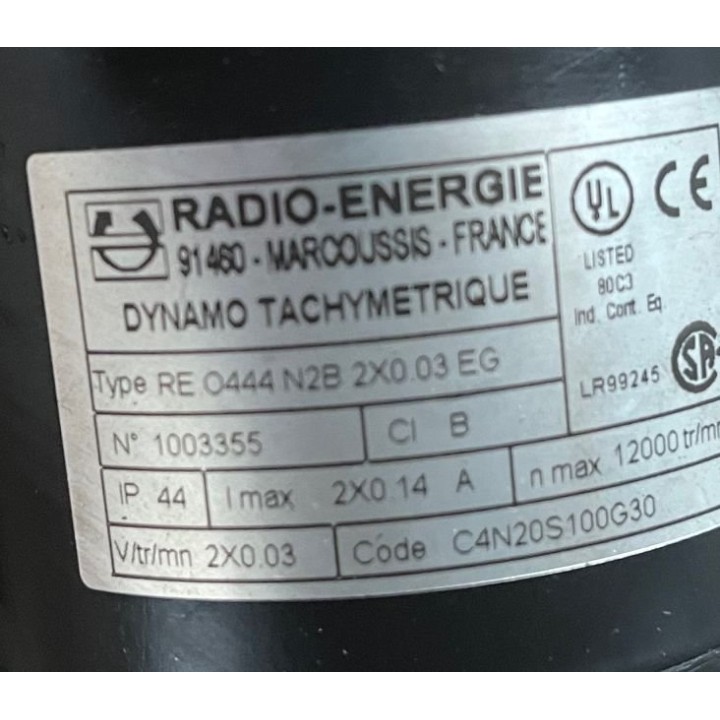 RADIO-ENERGIE
91460 - MARCOUSSIS - FRANCE
DYNAMO TACHYMETRIQUE
UL
CE
LISTED
80C3
Ind. Cont. Eq.
LR99245
SA
Type RE.O444 N2B 2X0.03 EG
N° 1003355
Cl B
IP 44
I max 2X0.14 A
n max 12000 tr/mn
V/tr/mn 2X0.03
Code C4N20S100G30